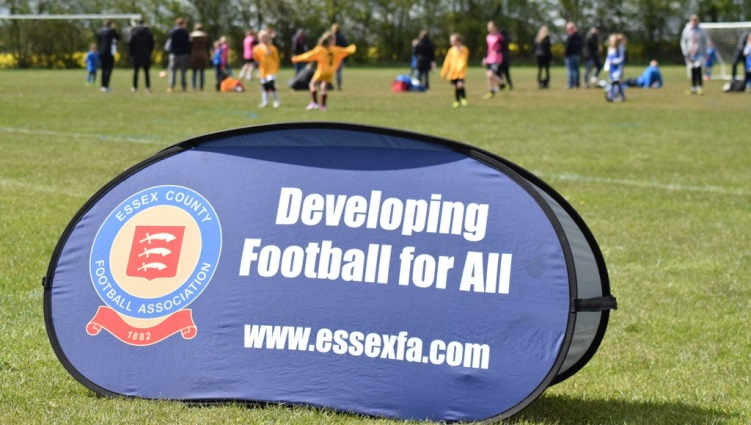 ESSEX COUNTY
FOOTBALL ASSOCIATION
1882
Developing
Football for All
www.essexfa.com